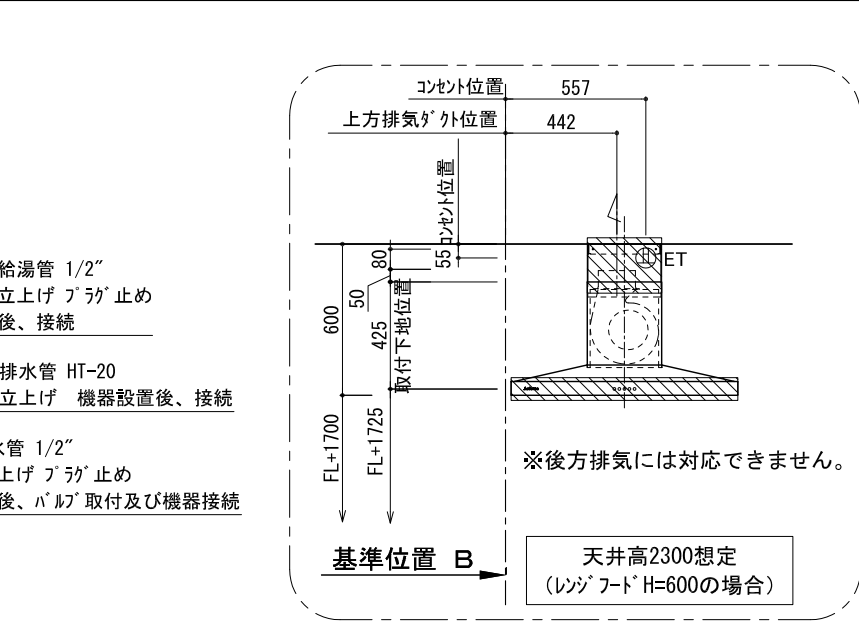 コンセント位置
557
上方排気ダクト位置
442
コンセント位置
55
80
50
600
425
取付下地位置
FL+1700
FL+1725
ET
給湯管 1/2"
立上げ プラグ止め
後、接続
排水管 HT-20
立上げ 機器設置後、接続
水管 1/2"
上げ プラグ止め
後、バルブ取付及び機器接続
※後方排気には対応できません。
基準位置 B
天井高2300想定
(レンジフードH=600の場合)